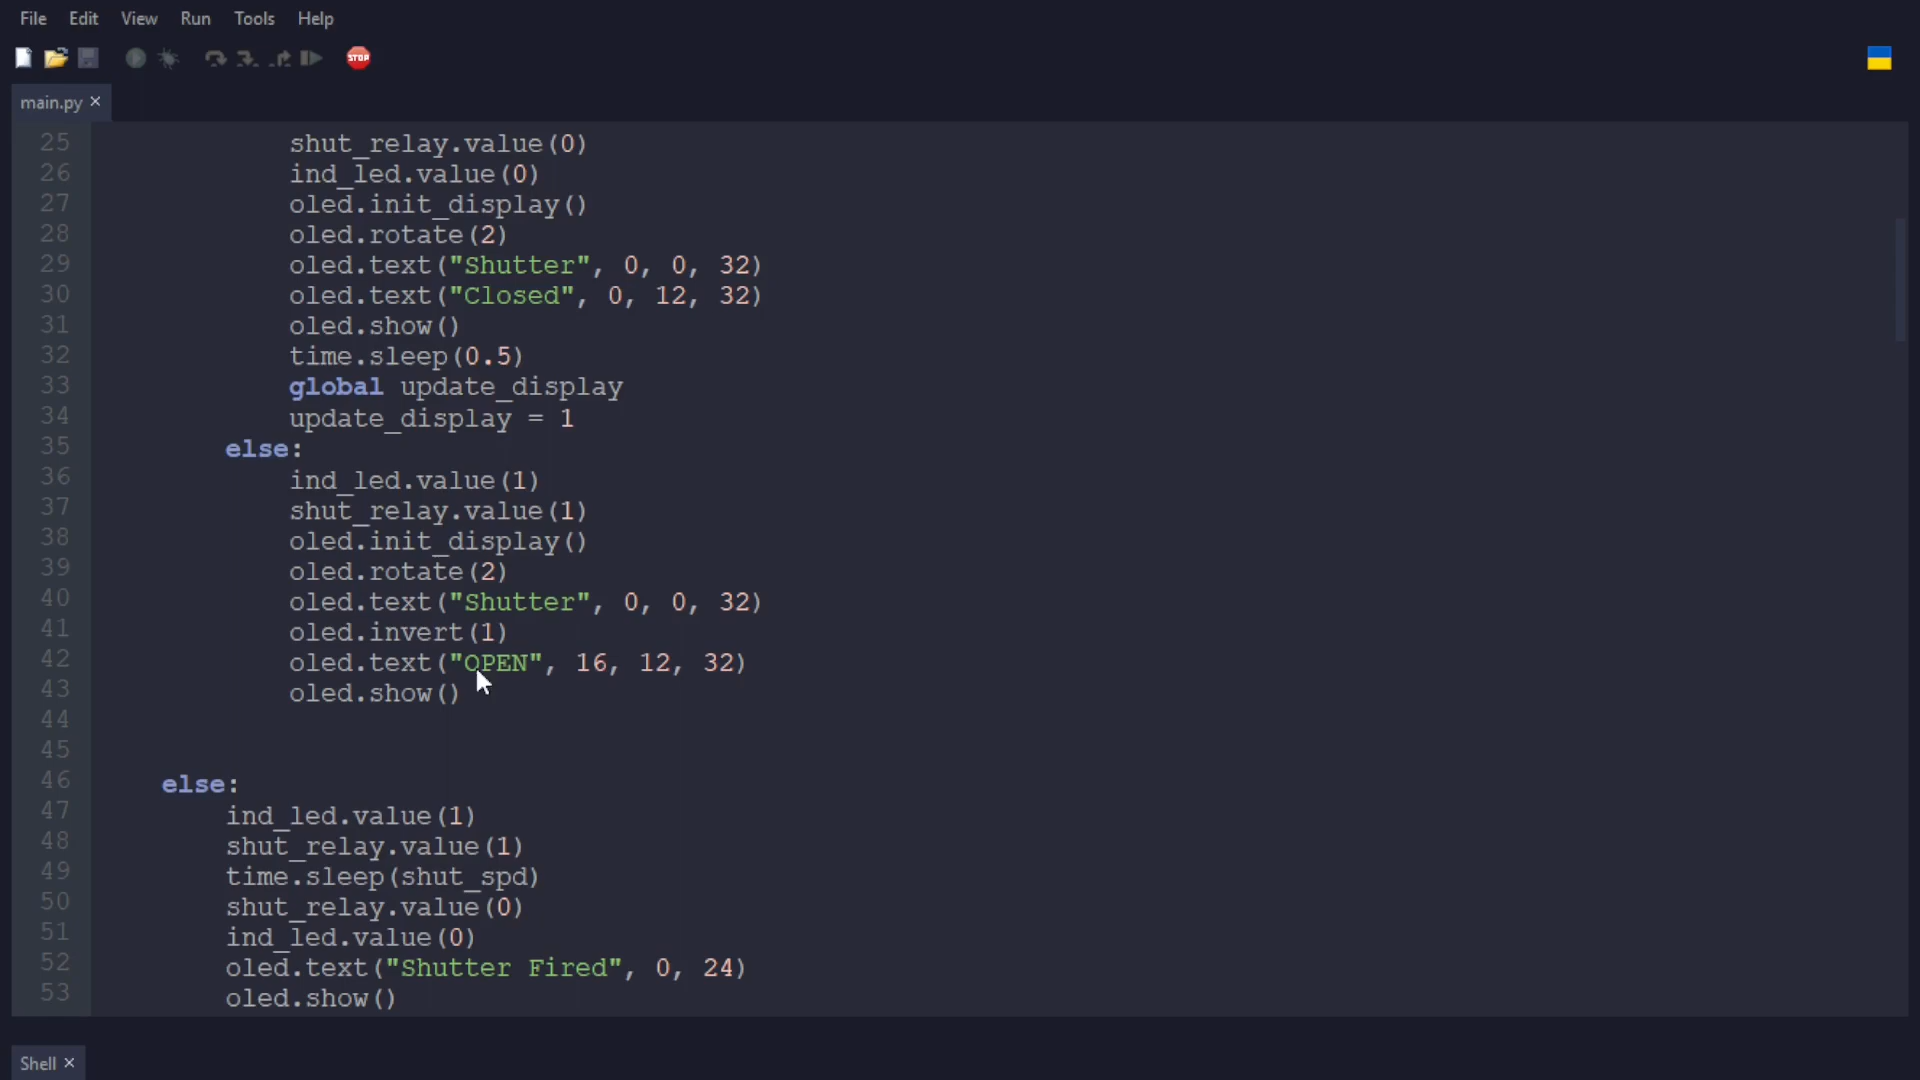 File Edit View Run Tools Help
STOP
main.py ×
25 shut_relay.value(0)
26 ind_led.value(0)
27 oled.init_display()
28 oled.rotate(2)
29 oled.text("Shutter", 0, 0, 32)
30 oled.text("Closed", 0, 12, 32)
31 oled.show()
32 time.sleep(0.5)
33 global update_display
34 update_display = 1
35 else:
36 ind_led.value(1)
37 shut_relay.value(1)
38 oled.init_display()
39 oled.rotate(2)
40 oled.text("Shutter", 0, 0, 32)
41 oled.invert(1)
42 oled.text("OPEN", 16, 12, 32)
43 oled.show()
44
45
46 else:
47 ind_led.value(1)
48 shut_relay.value(1)
49 time.sleep(shut_spd)
50 shut_relay.value(0)
51 ind_led.value(0)
52 oled.text("Shutter Fired", 0, 24)
53 oled.show()
Shell ×